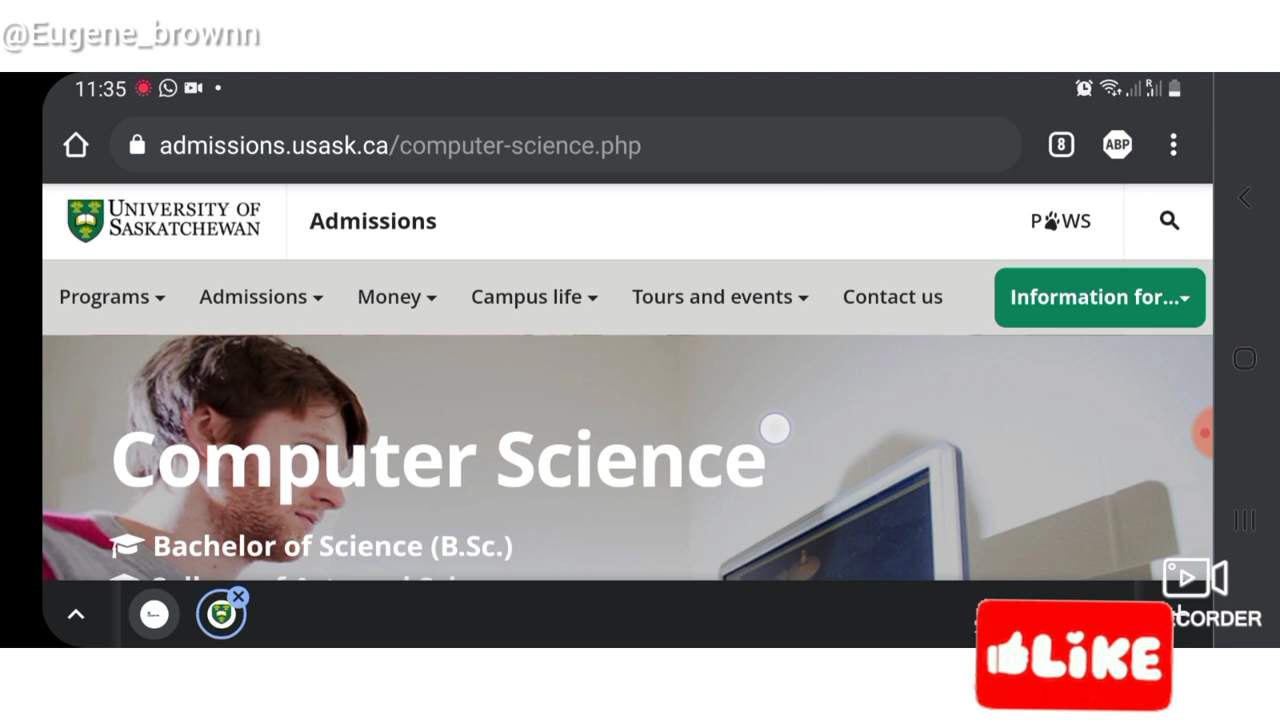 @Eugene_brownn
11:35
admissions.usask.ca/computer-science.php
8
ABP
UNIVERSITY OF
SASKATCHEWAN
Admissions
PAWS
Programs
Admissions
Money
Campus life
Tours and events
Contact us
Information for...
Computer Science
Bachelor of Science (B.Sc.)
CORDER
LiKE